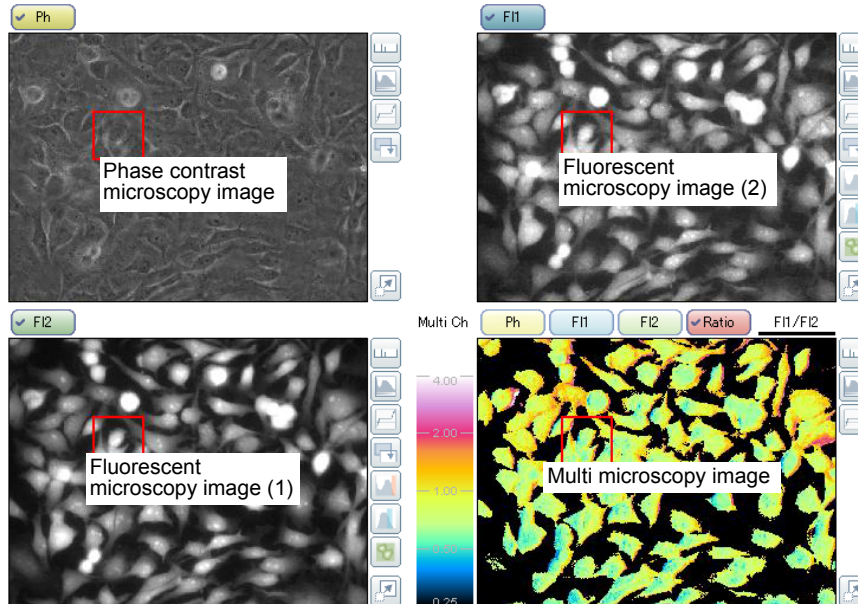 Ph
Fl1
Phase contrast
microscopy image
Fluorescent
microscopy image (2)
Fl2
Multi Ch
Ph
Fl1
Fl2
Ratio
Fl1/Fl2
4.00
2.00
1.00
0.50
0.25
Fluorescent
microscopy image (1)
Multi microscopy image